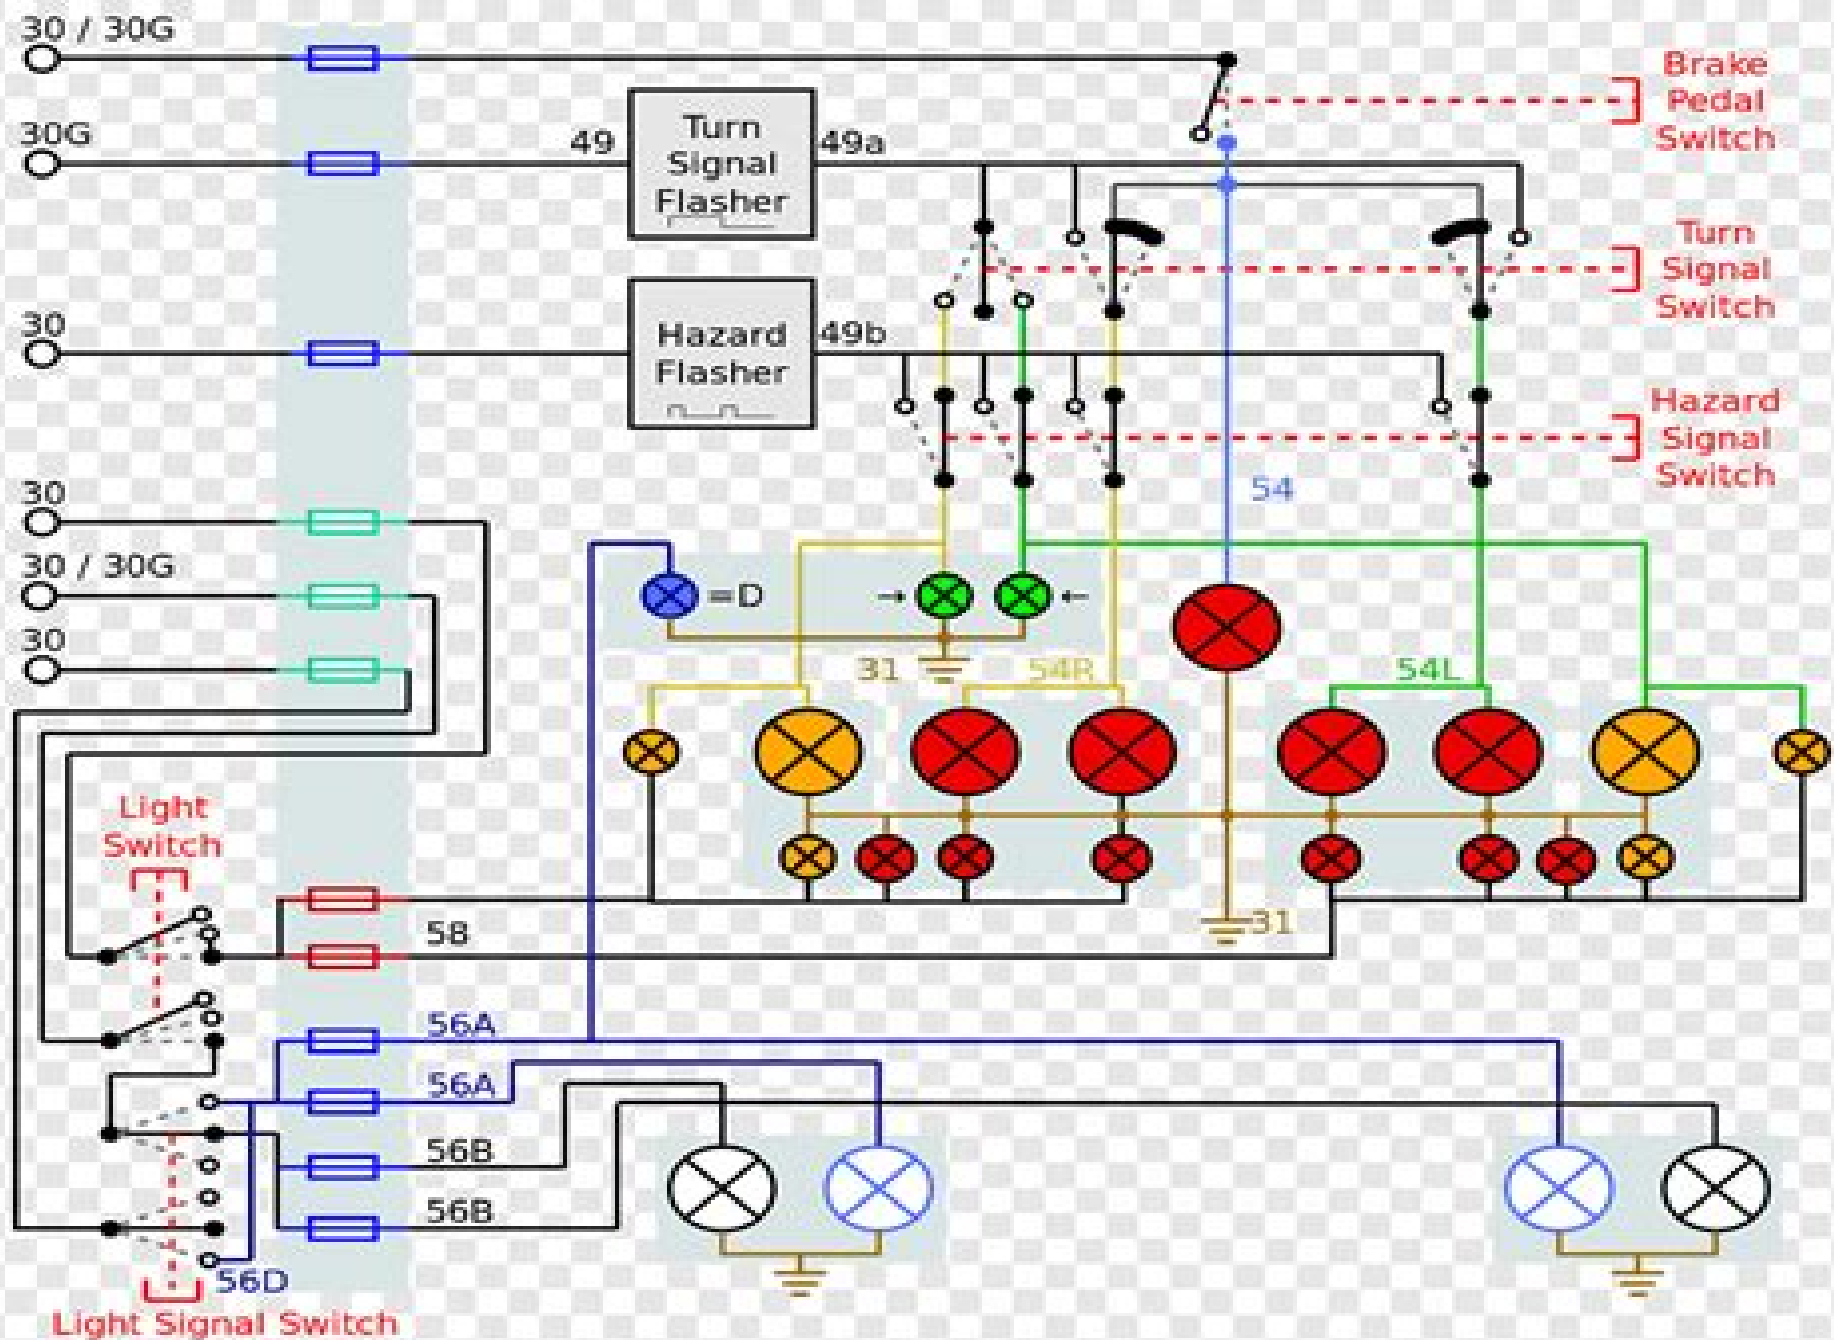 30 / 30G
Brake
Pedal
Switch
30G
49
Turn
Signal
Flasher
49a
Turn
Signal
Switch
30
Hazard
Flasher
49b
Hazard
Signal
Switch
30
54
30 / 30G
=D
→
←
30
31
54R
54L
Light
Switch
58
31
56A
56A
56B
56B
56D
Light Signal Switch